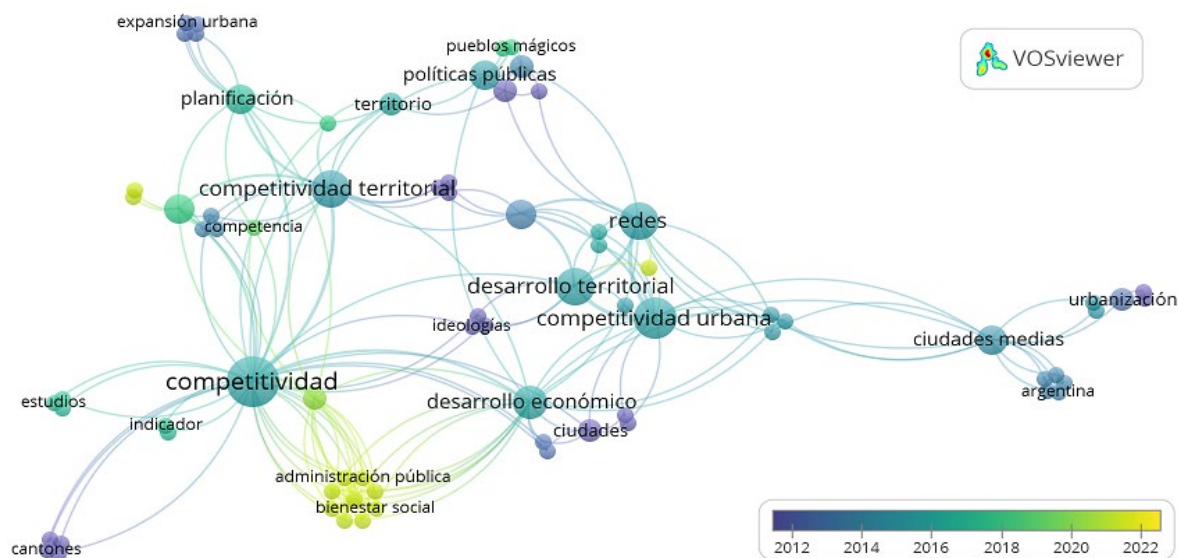 expansión urbana
pueblos mágicos
VOSviewer
políticas públicas
planificación
territorio
competitividad territorial
competencia
redes
desarrollo territorial
urbanización
ideologías
competitividad urbana
ciudades medias
competitividad
argentina
estudios
desarrollo económico
indicador
ciudades
administración pública
bienestar social
cantones
2012 2014 2016 2018 2020 2022